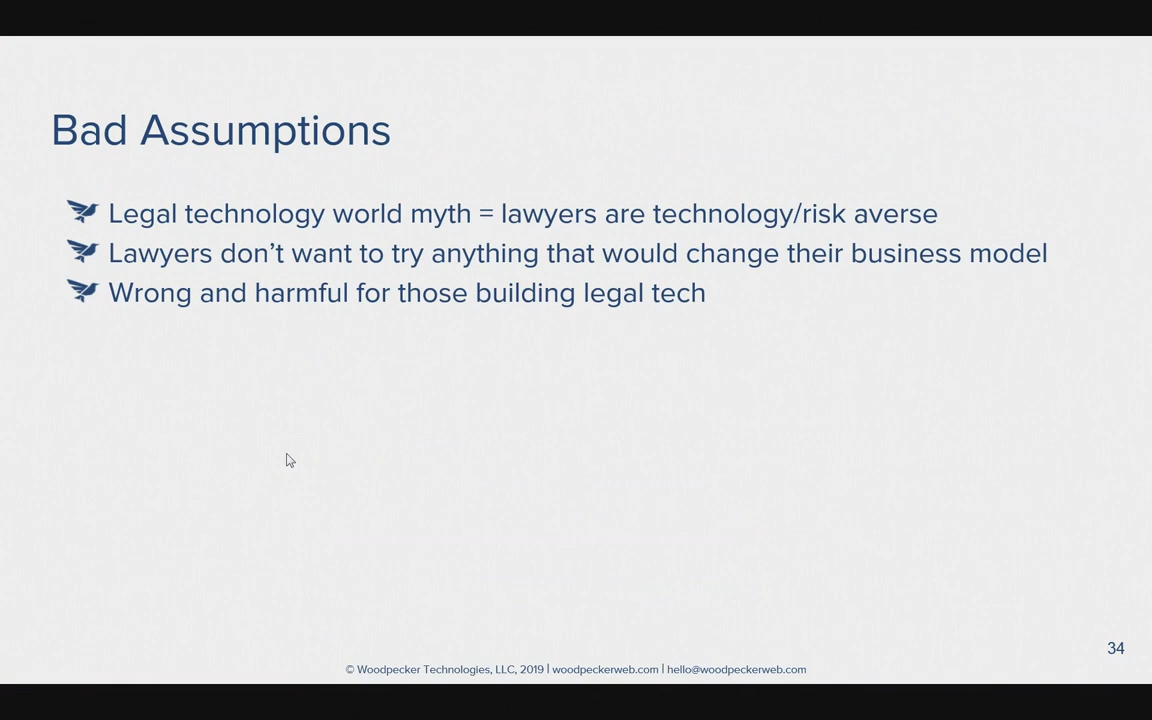 Bad Assumptions
Legal technology world myth = lawyers are technology/risk averse
Lawyers don’t want to try anything that would change their business model
Wrong and harmful for those building legal tech
34
© Woodpecker Technologies, LLC, 2019 | woodpeckerweb.com | hello@woodpeckerweb.com